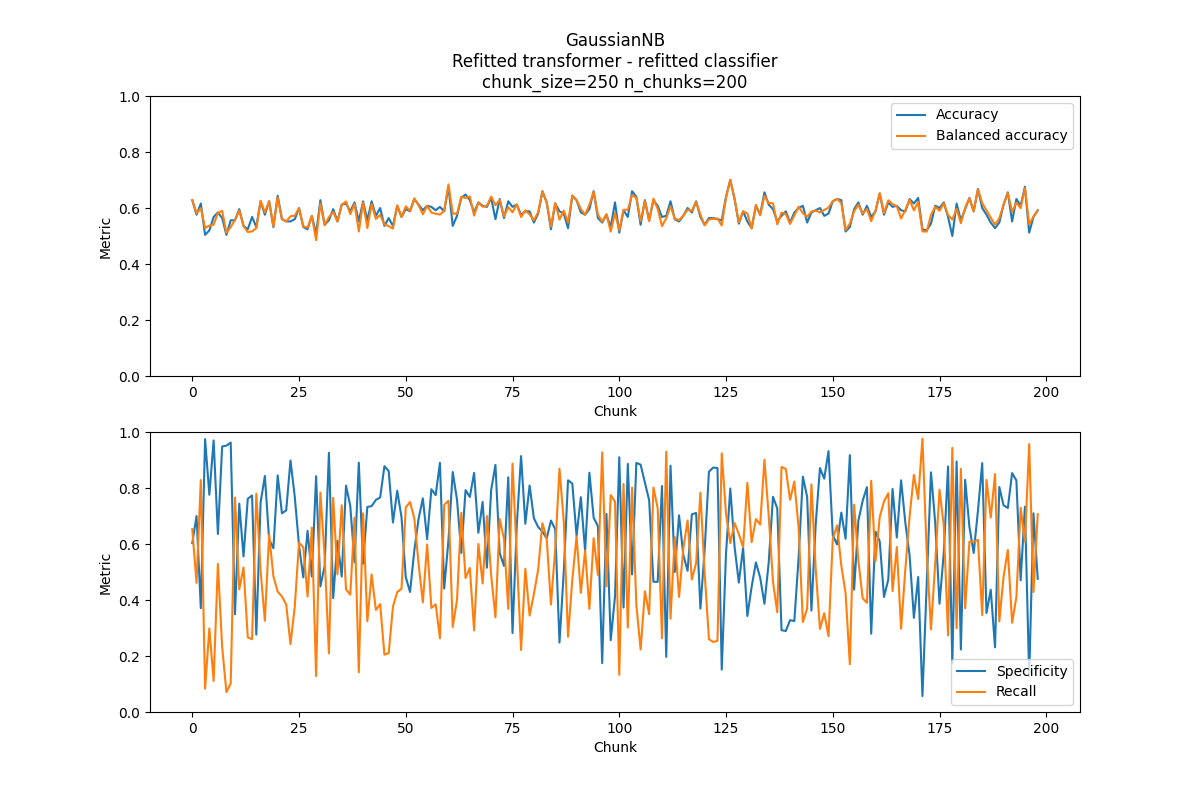 GaussianNB
Refitted transformer - refitted classifier
chunk_size=250 n_chunks=200
1.0
0.8
0.6
0.4
0.2
0.0
Metric
Accuracy
Balanced accuracy
0 25 50 75 100 125 150 175 200
Chunk
1.0
0.8
0.6
0.4
0.2
0.0
Metric
Specificity
Recall
0 25 50 75 100 125 150 175 200
Chunk